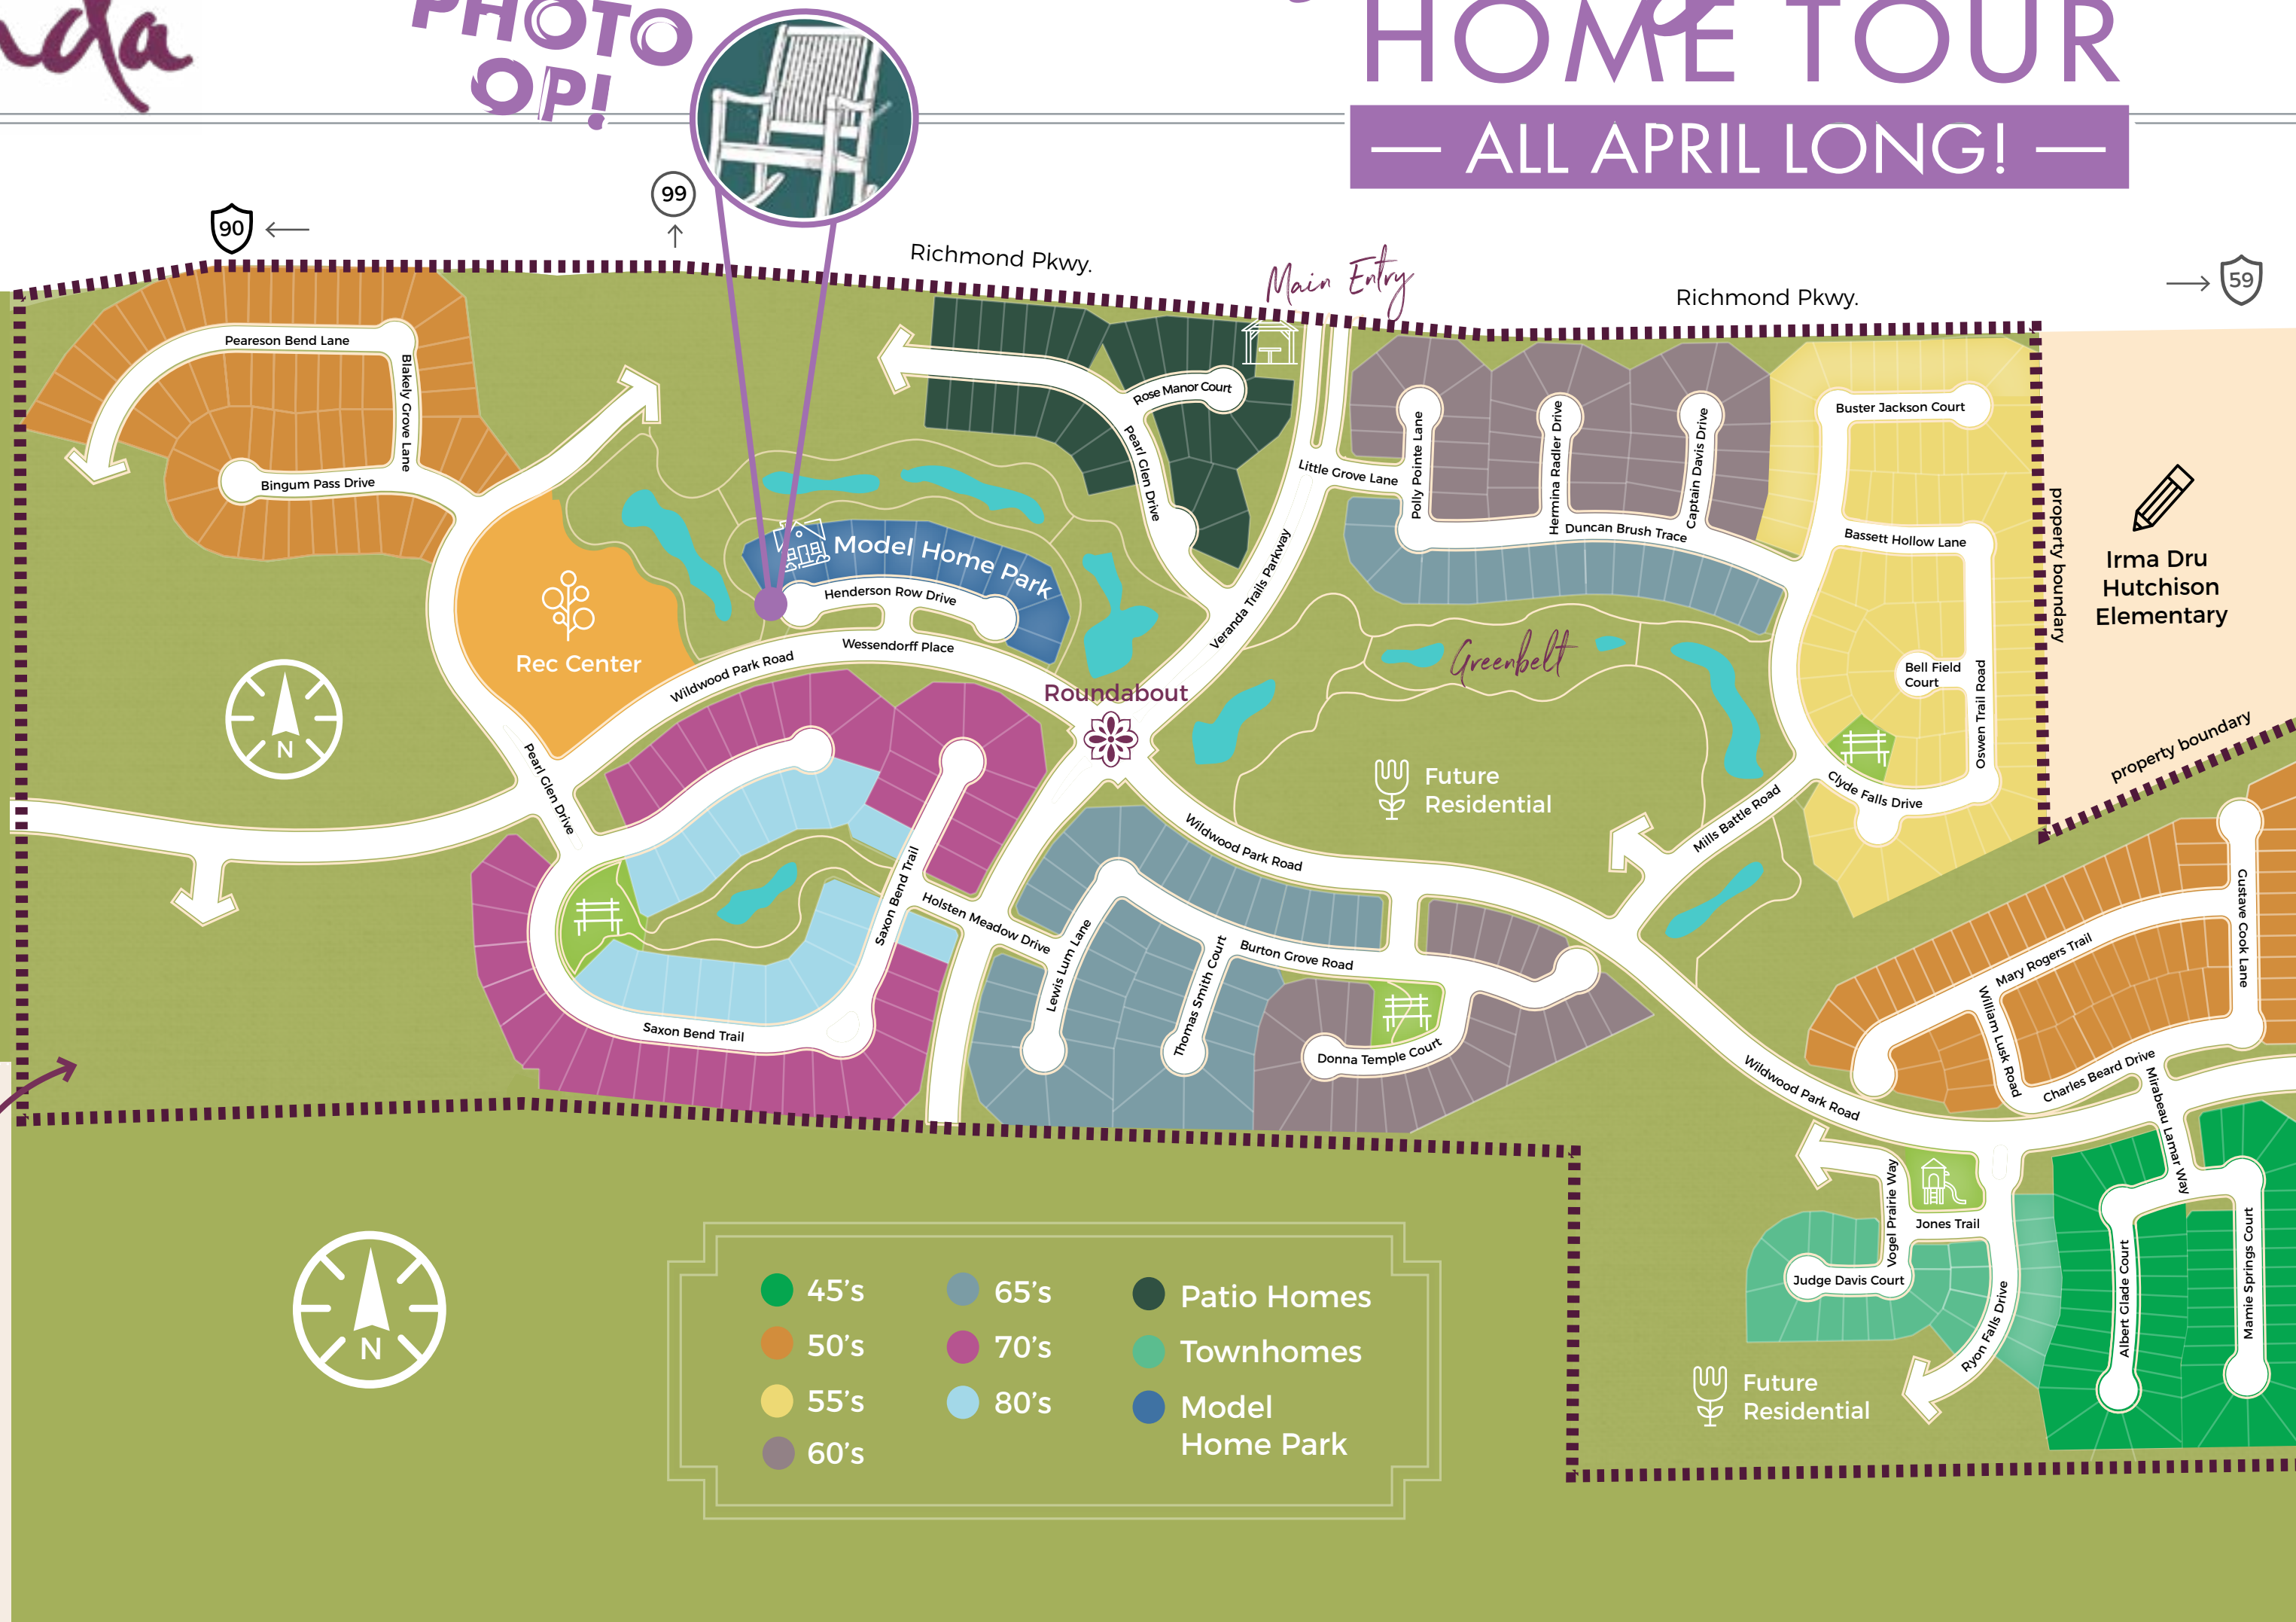 PHOTO
OP!
HOME TOUR
— ALL APRIL LONG! —
99
90
Richmond Pkwy.
Main Entry
Richmond Pkwy.
59
Peareson Bend Lane
Blakely Grove Lane
Bingum Pass Drive
Rose Manor Court
Pearl Glen Drive
Little Grove Lane
Polly Pointe Lane
Hermina Radler Drive
Captain Davis Drive
Duncan Brush Trace
Buster Jackson Court
Bassett Hollow Lane
property boundary
Irma Dru
Hutchison
Elementary
Model Home Park
Henderson Row Drive
Wessendorff Place
Wildwood Park Road
Veranda Trails Parkway
Rec Center
Greenbelt
Bell Field
Court
Oswen Trail Road
Roundabout
N
Pearl Glen Drive
Future
Residential
Clyde Falls Drive
Mills Battle Road
property boundary
Wildwood Park Road
Saxon Bend Trail
Holsten Meadow Drive
Lewis Lum Lane
Thomas Smith Court
Burton Grove Road
Gustave Cook Lane
Mary Rogers Trail
William Lusk Road
Charles Beard Drive
Mirabeau Lamar Way
Saxon Bend Trail
Donna Temple Court
Wildwood Park Road
Vogel Prairie Way
Jones Trail
Judge Davis Court
Ryon Falls Drive
Albert Glade Court
Mamie Springs Court
N
45's
50's
55's
60's
65's
70's
80's
Patio Homes
Townhomes
Model
Home Park
Future
Residential